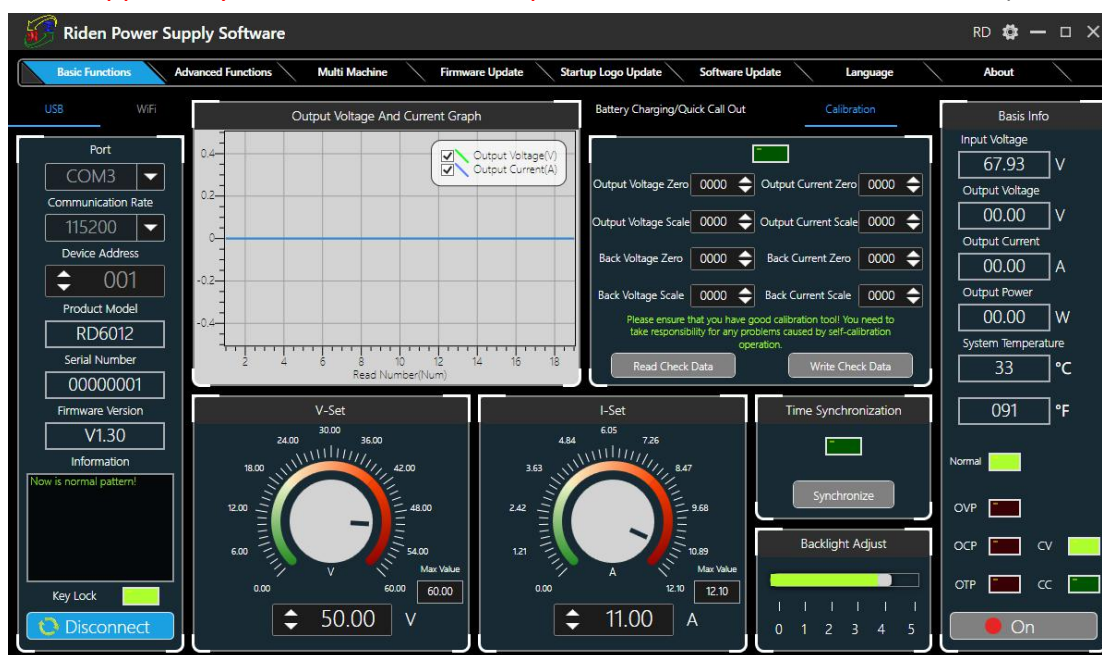 Riden Power Supply Software
RD
Basic Functions
Advanced Functions
Multi Machine
Firmware Update
Startup Logo Update
Software Update
Language
About
USB
WiFi
Port
COM3
Communication Rate
115200
Device Address
001
Product Model
RD6012
Serial Number
00000001
Firmware Version
V1.30
Information
Now is normal pattern!
Key Lock
Disconnect
Output Voltage And Current Graph
Output Voltage(V)
Output Current(A)
0.4
0.2
0
-0.2
-0.4
2 4 6 8 10 12 14 16 18
Read Number(Num)
Battery Charging/Quick Call Out
Calibration
Output Voltage Zero 0000 Output Current Zero 0000
Output Voltage Scale 0000 Output Current Scale 0000
Back Voltage Zero 0000 Back Current Zero 0000
Back Voltage Scale 0000 Back Current Scale 0000
Please ensure that you have good calibration tool! You need to
take responsibility for any problems caused by self-calibration
operation.
Read Check Data
Write Check Data
V-Set
30.00
24.00 36.00
18.00 42.00
12.00 48.00
6.00 54.00
V
0.00 60.00
Max Value
60.00
50.00 V
I-Set
6.05
4.84 7.26
3.63 8.47
2.42 9.68
1.21 10.89
A
0.00 12.10
Max Value
12.10
11.00 A
Time Synchronization
Synchronize
Backlight Adjust
0 1 2 3 4 5
Basis Info
Input Voltage
67.93 V
Output Voltage
00.00 V
Output Current
00.00 A
Output Power
00.00 W
System Temperature
33 °C
091 °F
Normal
OVP
OCP CV
OTP CC
On